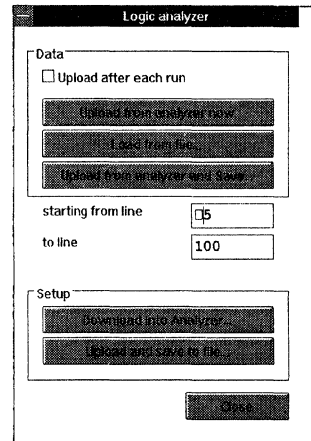 Logic analyzer
Data
Upload after each run
Upload from analyzer now
Load from file...
Upload from analyzer and Save...
starting from line
5
to line
100
Setup
Download into Analyzer...
Upload and save to file...
Close